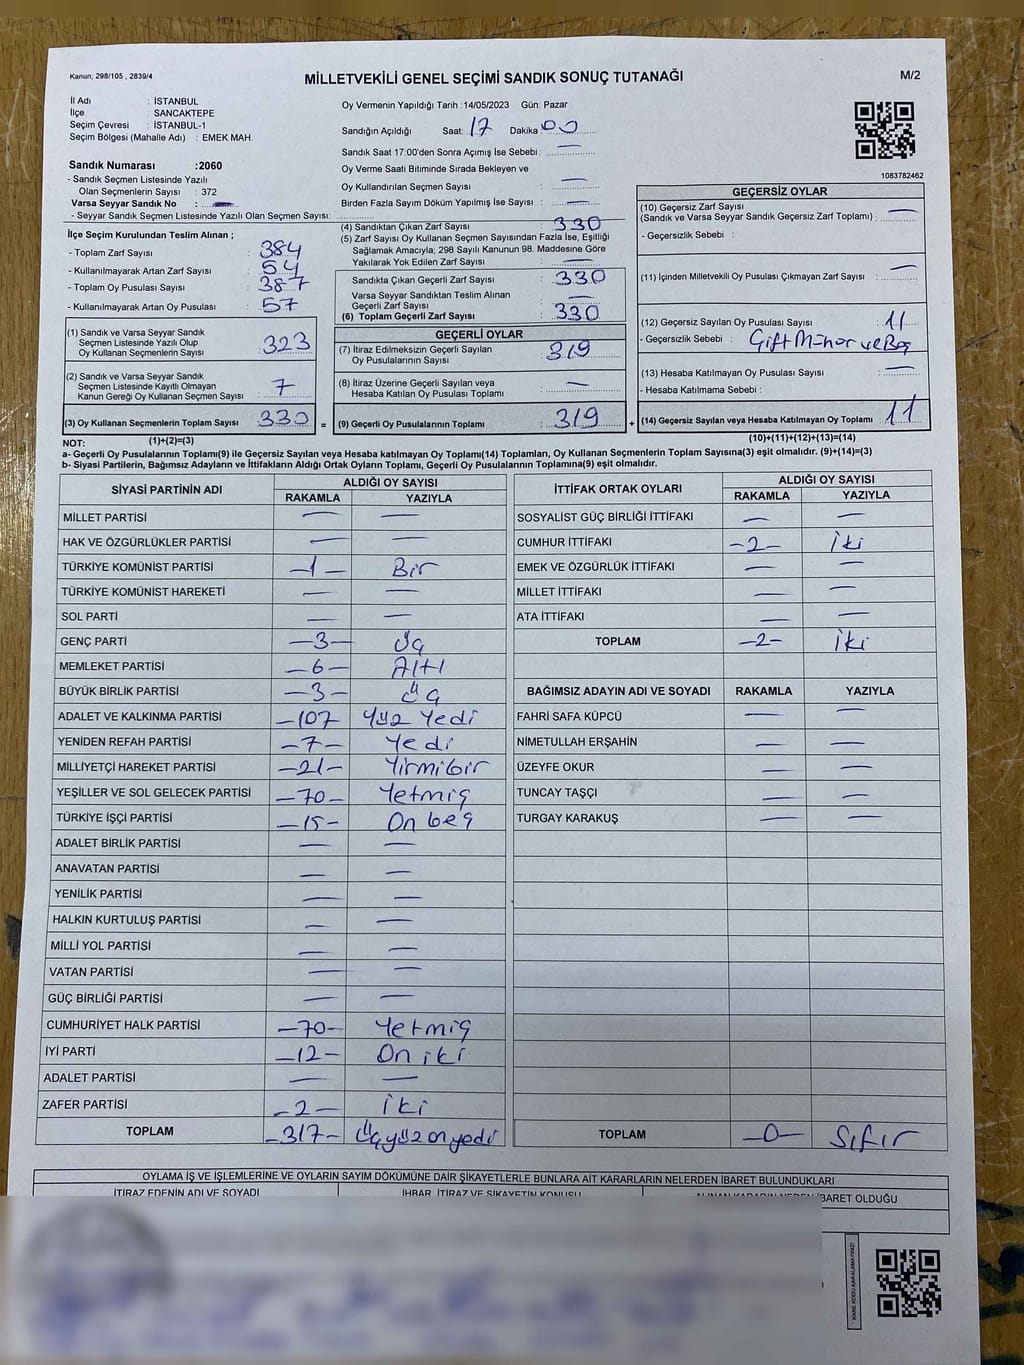 Kanun; 298/105 , 2839/4
MİLLETVEKİLİ GENEL SEÇİMİ SANDIK SONUÇ TUTANAĞI
M/2
İl Adı : İSTANBUL
İlçe : SANCAKTEPE
Seçim Çevresi : İSTANBUL-1
Seçim Bölgesi (Mahalle Adı) : EMEK MAH.
Sandık Numarası :2060
- Sandık Seçmen Listesinde Yazılı
Olan Seçmenlerin Sayısı : 372
Varsa Seyyar Sandık No :
- Seyyar Sandık Seçmen Listesinde Yazılı Olan Seçmen Sayısı:
İlçe Seçim Kurulundan Teslim Alınan ;
- Toplam Zarf Sayısı : 384
- Kullanılmayarak Artan Zarf Sayısı : 54
- Toplam Oy Pusulası Sayısı : 387
- Kullanılmayarak Artan Oy Pusulası : 57
(1) Sandık ve Varsa Seyyar Sandık
Seçmen Listesinde Yazılı Olup
Oy Kullanan Seçmenlerin Sayısı : 323
(2) Sandık ve Varsa Seyyar Sandık
Seçmen Listesinde Kayıtlı Olmayan
Kanun Gereği Oy Kullanan Seçmen Sayısı : 7
(3) Oy Kullanan Seçmenlerin Toplam Sayısı : 330 =
Oy Vermenin Yapıldığı Tarih :14/05/2023 Gün: Pazar
Sandığın Açıldığı Saat: 17 Dakika: 00
Sandık Saat 17:00'den Sonra Açımış İse Sebebi : —
Oy Verme Saati Bitiminde Sırada Bekleyen ve
Oy Kullandırılan Seçmen Sayısı : —
Birden Fazla Sayım Döküm Yapılmış İse Sayısı : —
(4) Sandıktan Çıkan Zarf Sayısı : 330
(5) Zarf Sayısı Oy Kullanan Seçmen Sayısından Fazla İse, Eşitliği
Sağlamak Amacıyla; 298 Sayılı Kanunun 98. Maddesine Göre
Yakılarak Yok Edilen Zarf Sayısı : —
Sandıkta Çıkan Geçerli Zarf Sayısı : 330
Varsa Seyyar Sandıktan Teslim Alınan
Geçerli Zarf Sayısı : —
(6) Toplam Geçerli Zarf Sayısı : 330
GEÇERLİ OYLAR
(7) İtiraz Edilmeksizin Geçerli Sayılan
Oy Pusulalarının Sayısı : 319
(8) İtiraz Üzerine Geçerli Sayılan veya
Hesaba Katılan Oy Pusulası Toplamı : —
(9) Geçerli Oy Pusulalarının Toplamı : 319 +
1083782462
GEÇERSİZ OYLAR
(10) Geçersiz Zarf Sayısı
(Sandık ve Varsa Seyyar Sandık Geçersiz Zarf Toplamı) : —
- Geçersizlik Sebebi :
(11) İçinden Milletvekili Oy Pusulası Çıkmayan Zarf Sayısı : —
(12) Geçersiz Sayılan Oy Pusulası Sayısı : 11
- Geçersizlik Sebebi : Çift Mühür ve Boş
(13) Hesaba Katılmayan Oy Pusulası Sayısı : —
- Hesaba Katılmama Sebebi :
(14) Geçersiz Sayılan veya Hesaba Katılmayan Oy Toplamı : 11
NOT: (1)+(2)=(3)
(10)+(11)+(12)+(13)=(14)
a- Geçerli Oy Pusulalarının Toplamı(9) ile Geçersiz Sayılan veya Hesaba Katılmayan Oy Toplamı(14) Toplamları, Oy Kullanan Seçmenlerin Toplam Sayısına(3) eşit olmalıdır. (9)+(14)=(3)
b- Siyasi Partilerin, Bağımsız Adayların ve İttifakların Aldığı Ortak Oyların Toplamı, Geçerli Oy Pusulalarının Toplamına(9) eşit olmalıdır.
SİYASİ PARTİNİN ADI ALDIĞI OY SAYISI
RAKAMLA YAZIYLA
MİLLET PARTİSİ — —
HAK VE ÖZGÜRLÜKLER PARTİSİ — —
TÜRKİYE KOMÜNİST PARTİSİ —1— Bir
TÜRKİYE KOMÜNİST HAREKETİ — —
SOL PARTİ — —
GENÇ PARTİ —3— Üç
MEMLEKET PARTİSİ —6— Altı
BÜYÜK BİRLİK PARTİSİ —3— Üç
ADALET VE KALKINMA PARTİSİ —107 Yüz Yedi
YENİDEN REFAH PARTİSİ —7— Yedi
MİLLİYETÇİ HAREKET PARTİSİ —21— Yirmibir
YEŞİLLER VE SOL GELECEK PARTİSİ —70— Yetmiş
TÜRKİYE İŞÇİ PARTİSİ —15— On beş
ADALET BİRLİK PARTİSİ — —
ANAVATAN PARTİSİ — —
YENİLİK PARTİSİ — —
HALKIN KURTULUŞ PARTİSİ — —
MİLLİ YOL PARTİSİ — —
VATAN PARTİSİ — —
GÜÇ BİRLİĞİ PARTİSİ — —
CUMHURİYET HALK PARTİSİ —70— Yetmiş
İYİ PARTİ —12— On iki
ADALET PARTİSİ — —
ZAFER PARTİSİ —2— İki
TOPLAM —317— Üçyüz onyedi
İTTİFAK ORTAK OYLARI ALDIĞI OY SAYISI
RAKAMLA YAZIYLA
SOSYALİST GÜÇ BİRLİĞİ İTTİFAKI — —
CUMHUR İTTİFAKI —2— İki
EMEK VE ÖZGÜRLÜK İTTİFAKI — —
MİLLET İTTİFAKI — —
ATA İTTİFAKI — —
TOPLAM —2— İki
BAĞIMSIZ ADAYIN ADI VE SOYADI RAKAMLA YAZIYLA
FAHRİ SAFA KÜPCÜ — —
NİMETULLAH ERŞAHİN — —
ÜZEYFE OKUR — —
TUNCAY TAŞÇI — —
TURGAY KARAKUŞ — —
TOPLAM —0— Sıfır
OYLAMA İŞ VE İŞLEMLERİNE VE OYLARIN SAYIM DÖKÜMÜNE DAİR ŞİKAYETLERLE BUNLARA AİT KARARLARIN NELERDEN İBARET BULUNDUKLARI
İTİRAZ EDENİN ADI VE SOYADI İHBAR, İTİRAZ VE ŞİKAYETİN KONUSU ALINAN KARARIN NEDEN İBARET OLDUĞU
KARE KODU KARALAMAYINIZ!